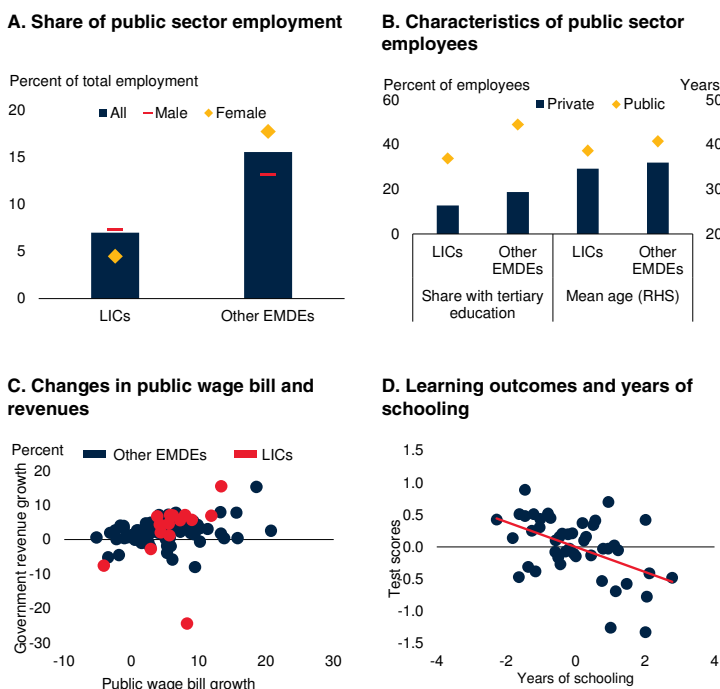 A. Share of public sector employment
Percent of total employment
20
15
10
5
0
All Male Female
LICs Other EMDEs
B. Characteristics of public sector
employees
Percent of employees Years
60 50
40 40
20 30
0 20
Private Public
LICs Other LICs Other
EMDEs EMDEs
Share with tertiary Mean age (RHS)
education
C. Changes in public wage bill and
revenues
Percent
Other EMDEs LICs
Government revenue growth
20
10
0
-10
-20
-30
-10 0 10 20 30
Public wage bill growth
D. Learning outcomes and years of
schooling
Test scores
1.5
1.0
0.5
0.0
-0.5
-1.0
-1.5
-4 -2 0 2 4
Years of schooling